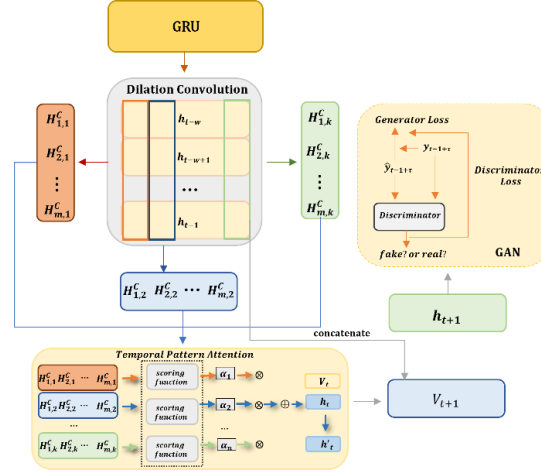 GRU
Dilation Convolution
h_{t-w}
h_{t-w+1}
...
h_{t-1}
H^C_{1,1}
H^C_{2,1}
⋮
H^C_{m,1}
H^C_{1,k}
H^C_{2,k}
⋮
H^C_{m,k}
H^C_{1,2} H^C_{2,2} ··· H^C_{m,2}
Generator Loss
y_{t-1+τ}
ŷ_{t-1+τ}
Discriminator
Loss
Discriminator
fake? or real?
GAN
h_{t+1}
concatenate
V_{t+1}
Temporal Pattern Attention
H^C_{1,1} H^C_{2,1} ··· H^C_{m,1}
scoring
function
α_1 ⊗
V_t
H^C_{1,2} H^C_{2,2} ··· H^C_{m,2}
scoring
function
α_2 ⊗ ⊕ h_t
...
...
H^C_{1,k} H^C_{2,k} ··· H^C_{m,k}
scoring
function
α_n ⊗
h'_t